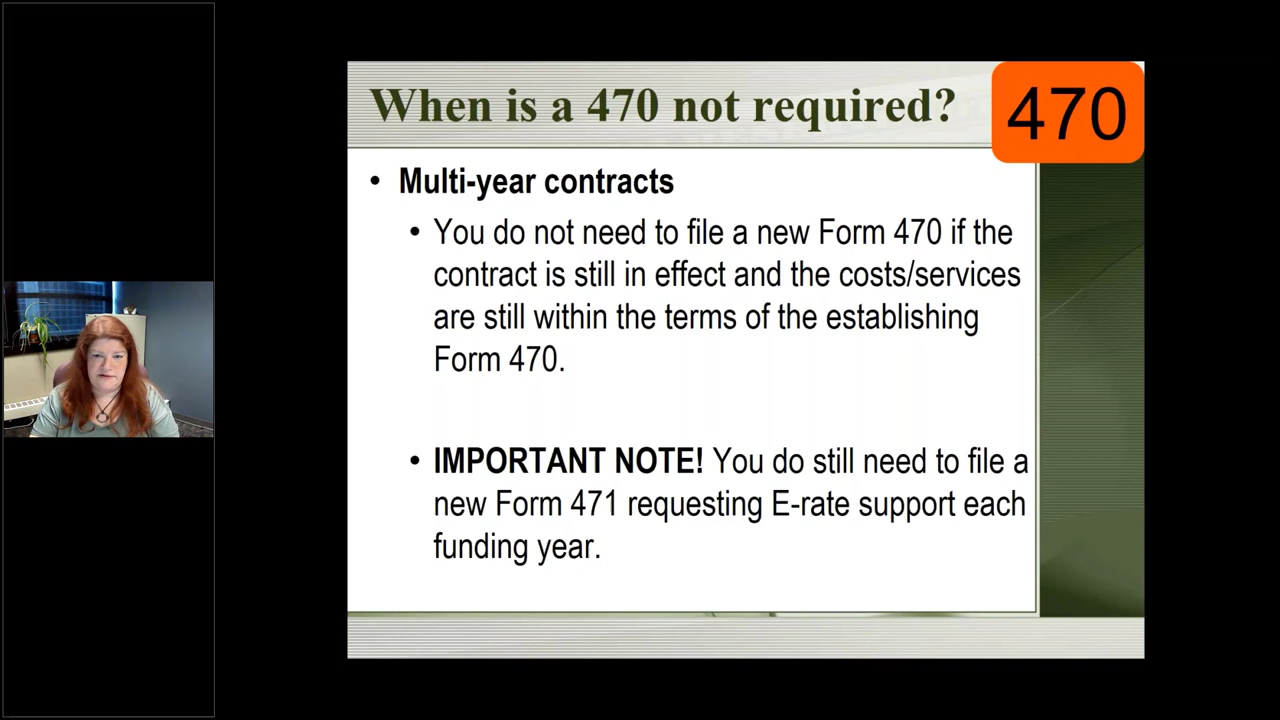 When is a 470 not required?
470
• Multi-year contracts
• You do not need to file a new Form 470 if the
contract is still in effect and the costs/services
are still within the terms of the establishing
Form 470.
• IMPORTANT NOTE! You do still need to file a
new Form 471 requesting E-rate support each
funding year.